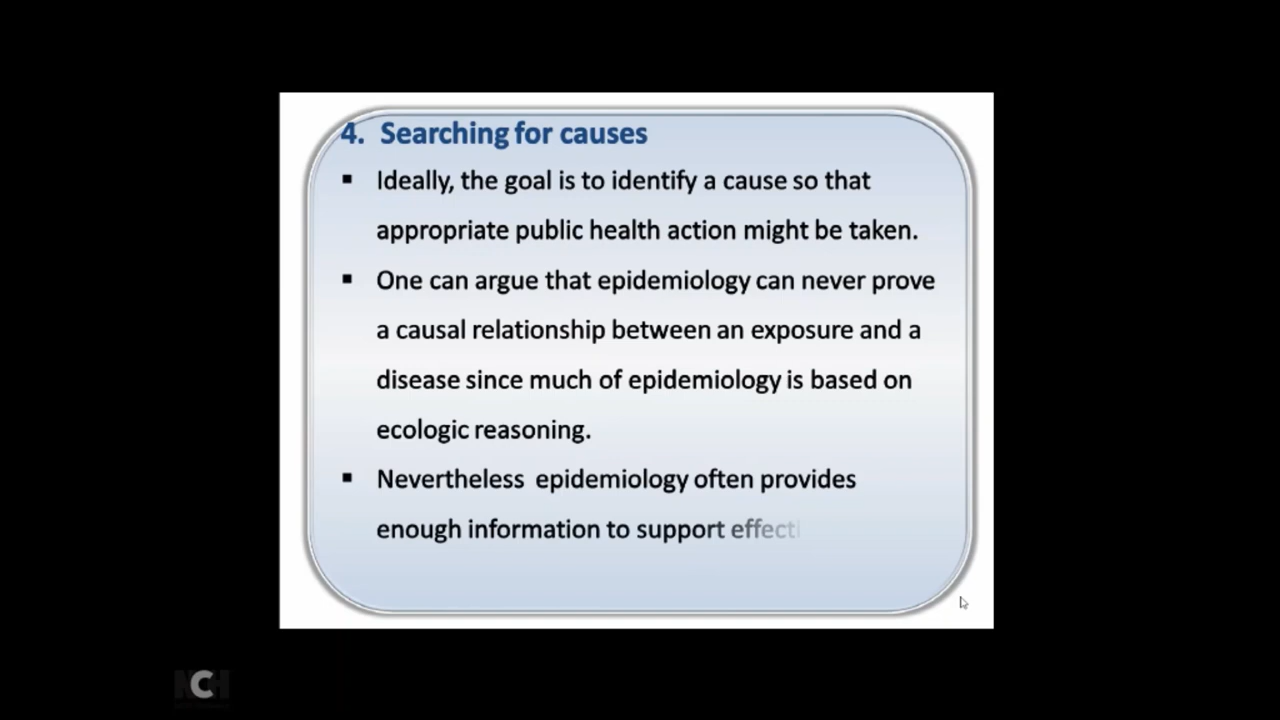 4. Searching for causes
▪ Ideally, the goal is to identify a cause so that
appropriate public health action might be taken.
▪ One can argue that epidemiology can never prove
a causal relationship between an exposure and a
disease since much of epidemiology is based on
ecologic reasoning.
▪ Nevertheless epidemiology often provides
enough information to support effecti
NCH